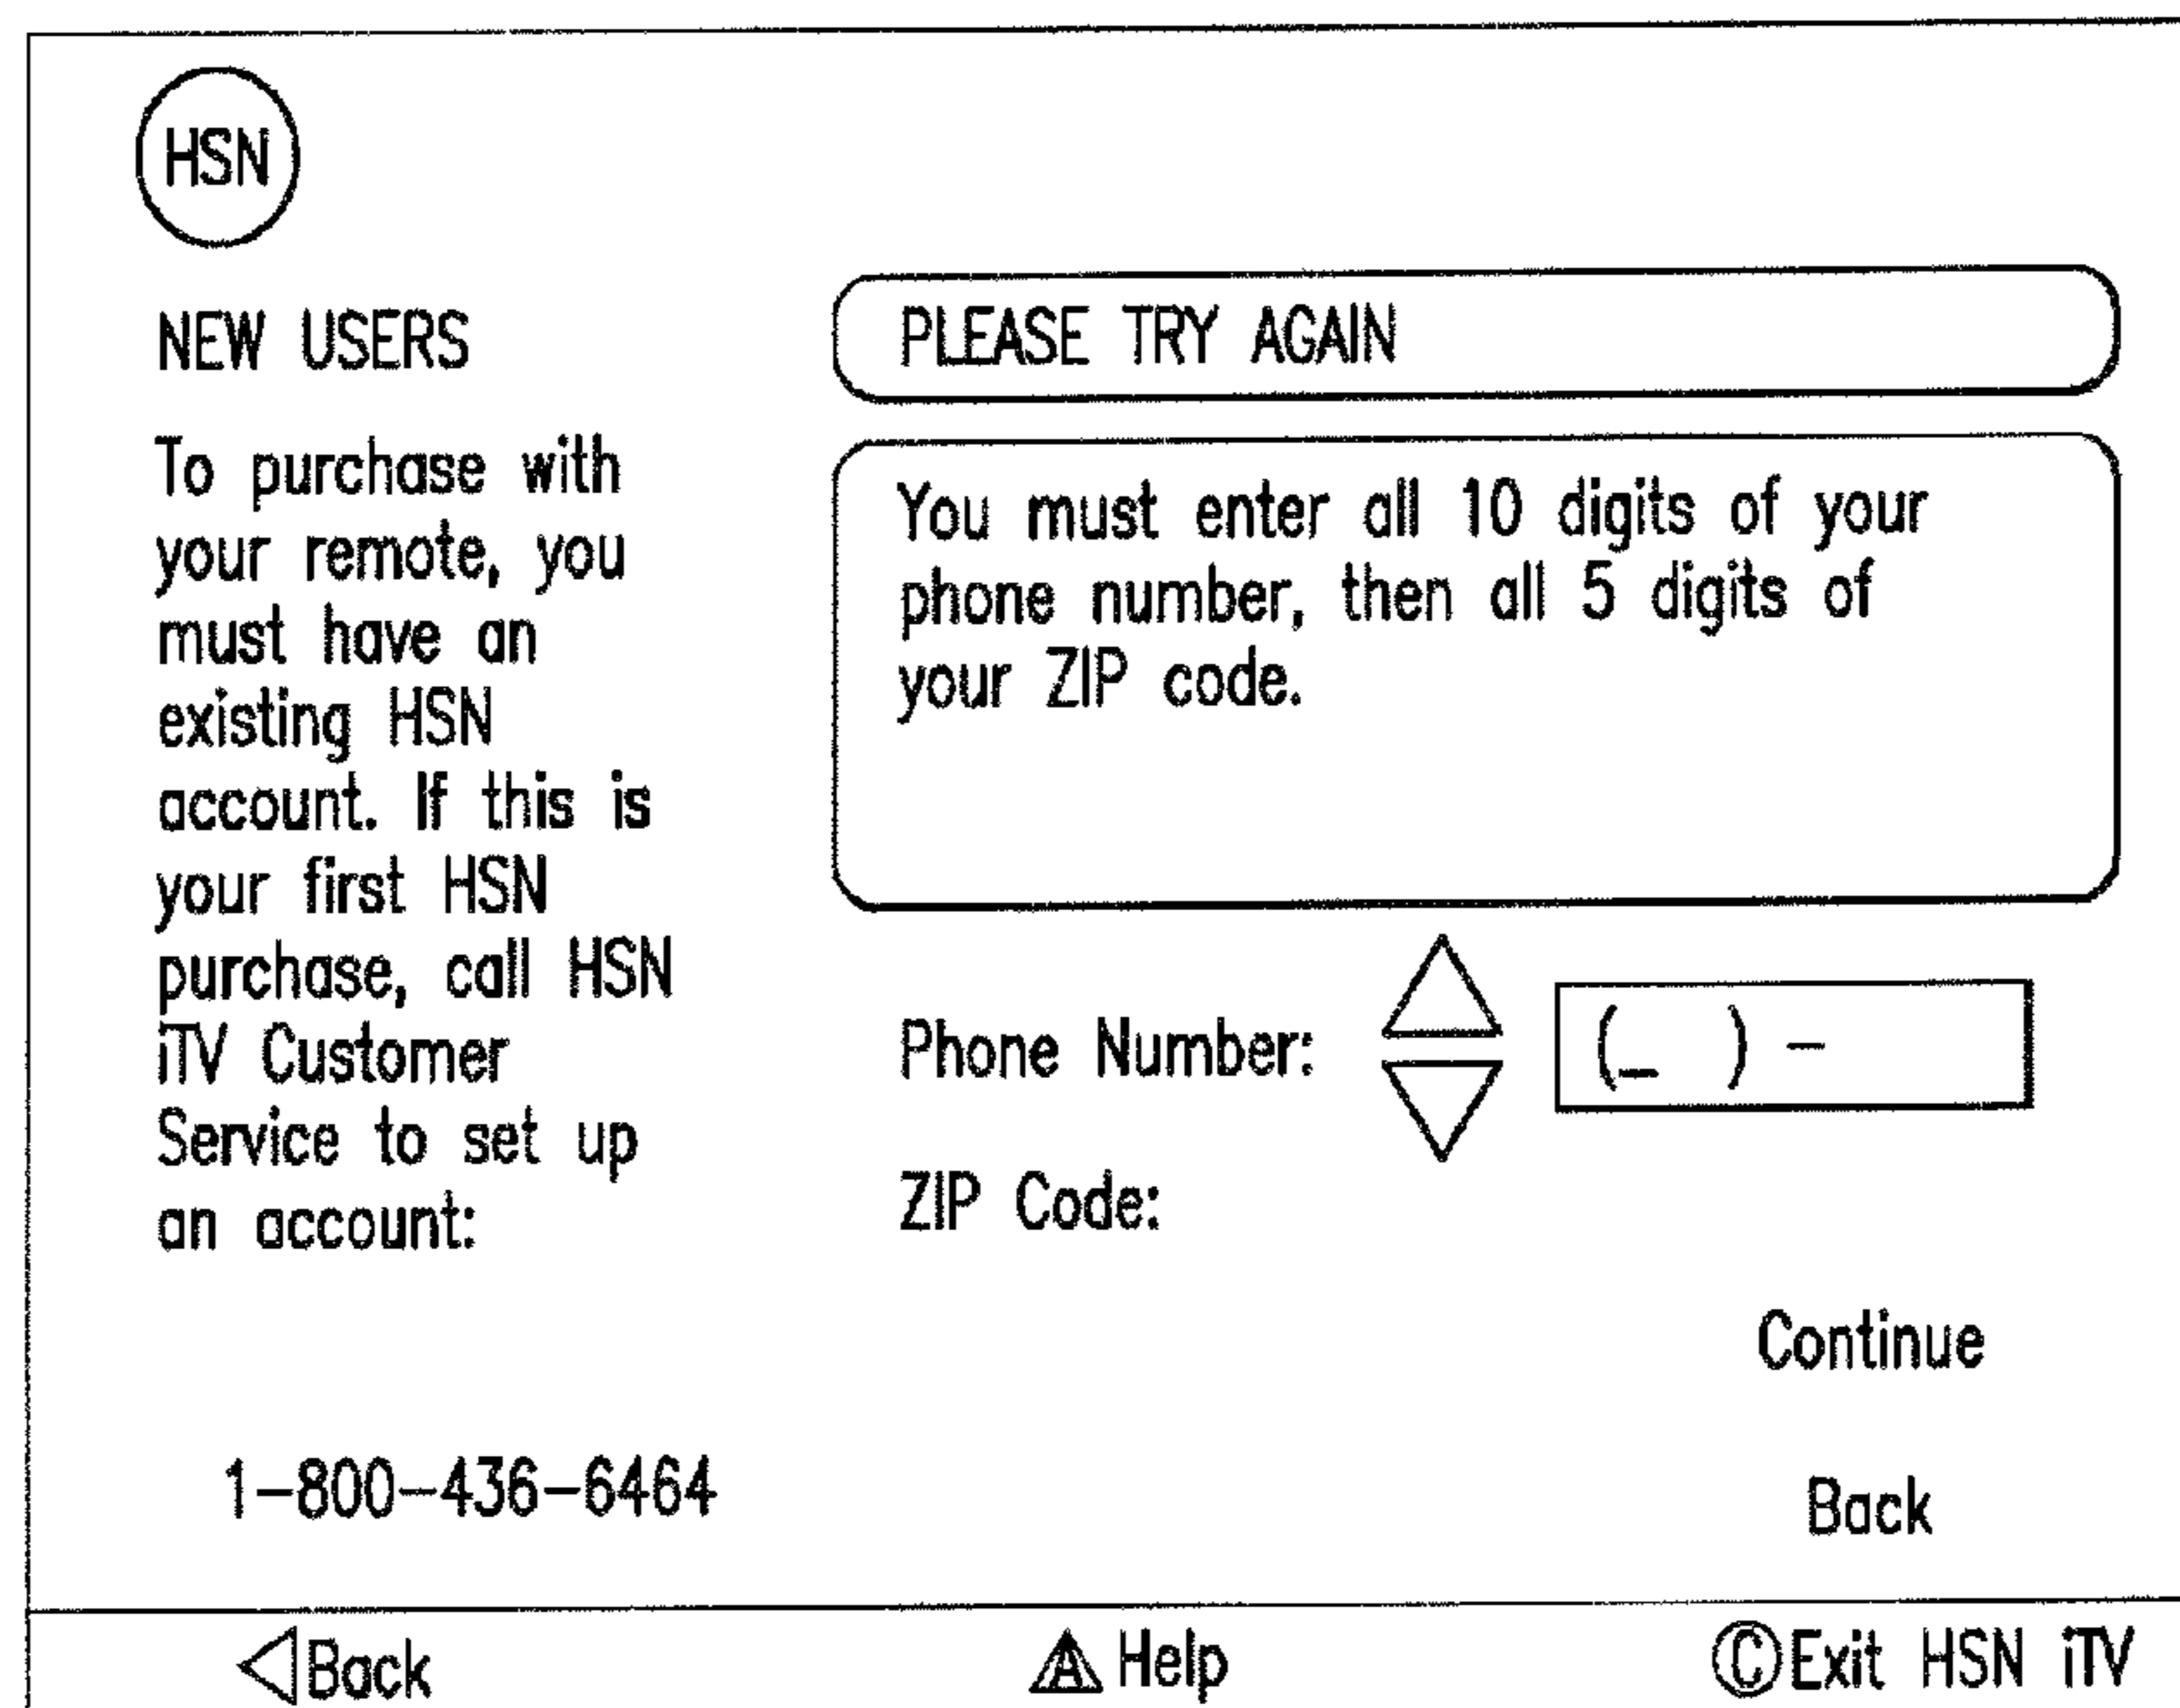 HSN
NEW USERS
To purchase with
your remote, you
must have an
existing HSN
account. If this is
your first HSN
purchase, call HSN
iTV Customer
Service to set up
an account:
1-800-436-6464
PLEASE TRY AGAIN
You must enter all 10 digits of your
phone number, then all 5 digits of
your ZIP code.
Phone Number: (_ ) -
ZIP Code:
Continue
Back
Back
A Help
C Exit HSN iTV